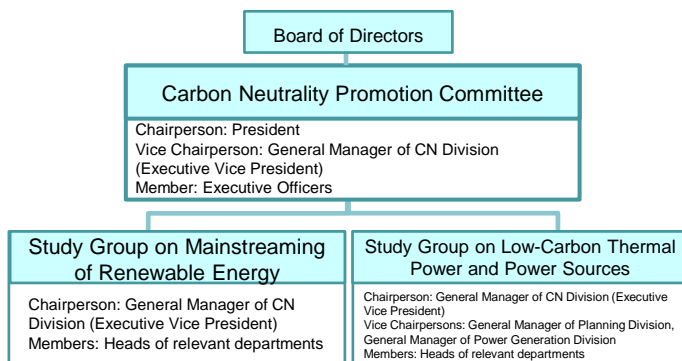 Board of Directors
Carbon Neutrality Promotion Committee
Chairperson: President
Vice Chairperson: General Manager of CN Division
(Executive Vice President)
Member: Executive Officers
Study Group on Mainstreaming
of Renewable Energy
Chairperson: General Manager of CN
Division (Executive Vice President)
Members: Heads of relevant departments
Study Group on Low-Carbon Thermal
Power and Power Sources
Chairperson: General Manager of CN Division (Executive
Vice President)
Vice Chairpersons: General Manager of Planning Division,
General Manager of Power Generation Division
Members: Heads of relevant departments